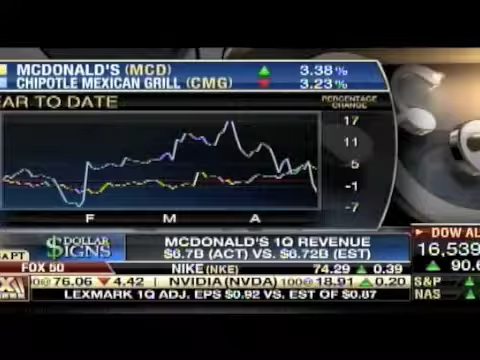 MCDONALD'S (MCD) ▲ 3.38%
CHIPOTLE MEXICAN GRILL (CMG) ▼ 3.23%
EAR TO DATE
PERCENTAGE
CHANGE
17
11
5
-1
-7
F M A
$ DOLLAR
SIGNS
MCDONALD'S 1Q REVENUE
$6.7B (ACT) VS. $6.72B (EST)
DOW AL
16,539
▲ 90.6
FOX 50
NIKE (NKE) 74.29 ▲ 0.39
00@76.06 ▼ 4.42 NVIDIA (NVDA) 100@18.91 ▲ 0.20
LEXMARK 1Q ADJ. EPS $0.92 VS. EST OF $0.87
S&P ▲
NAS ▲